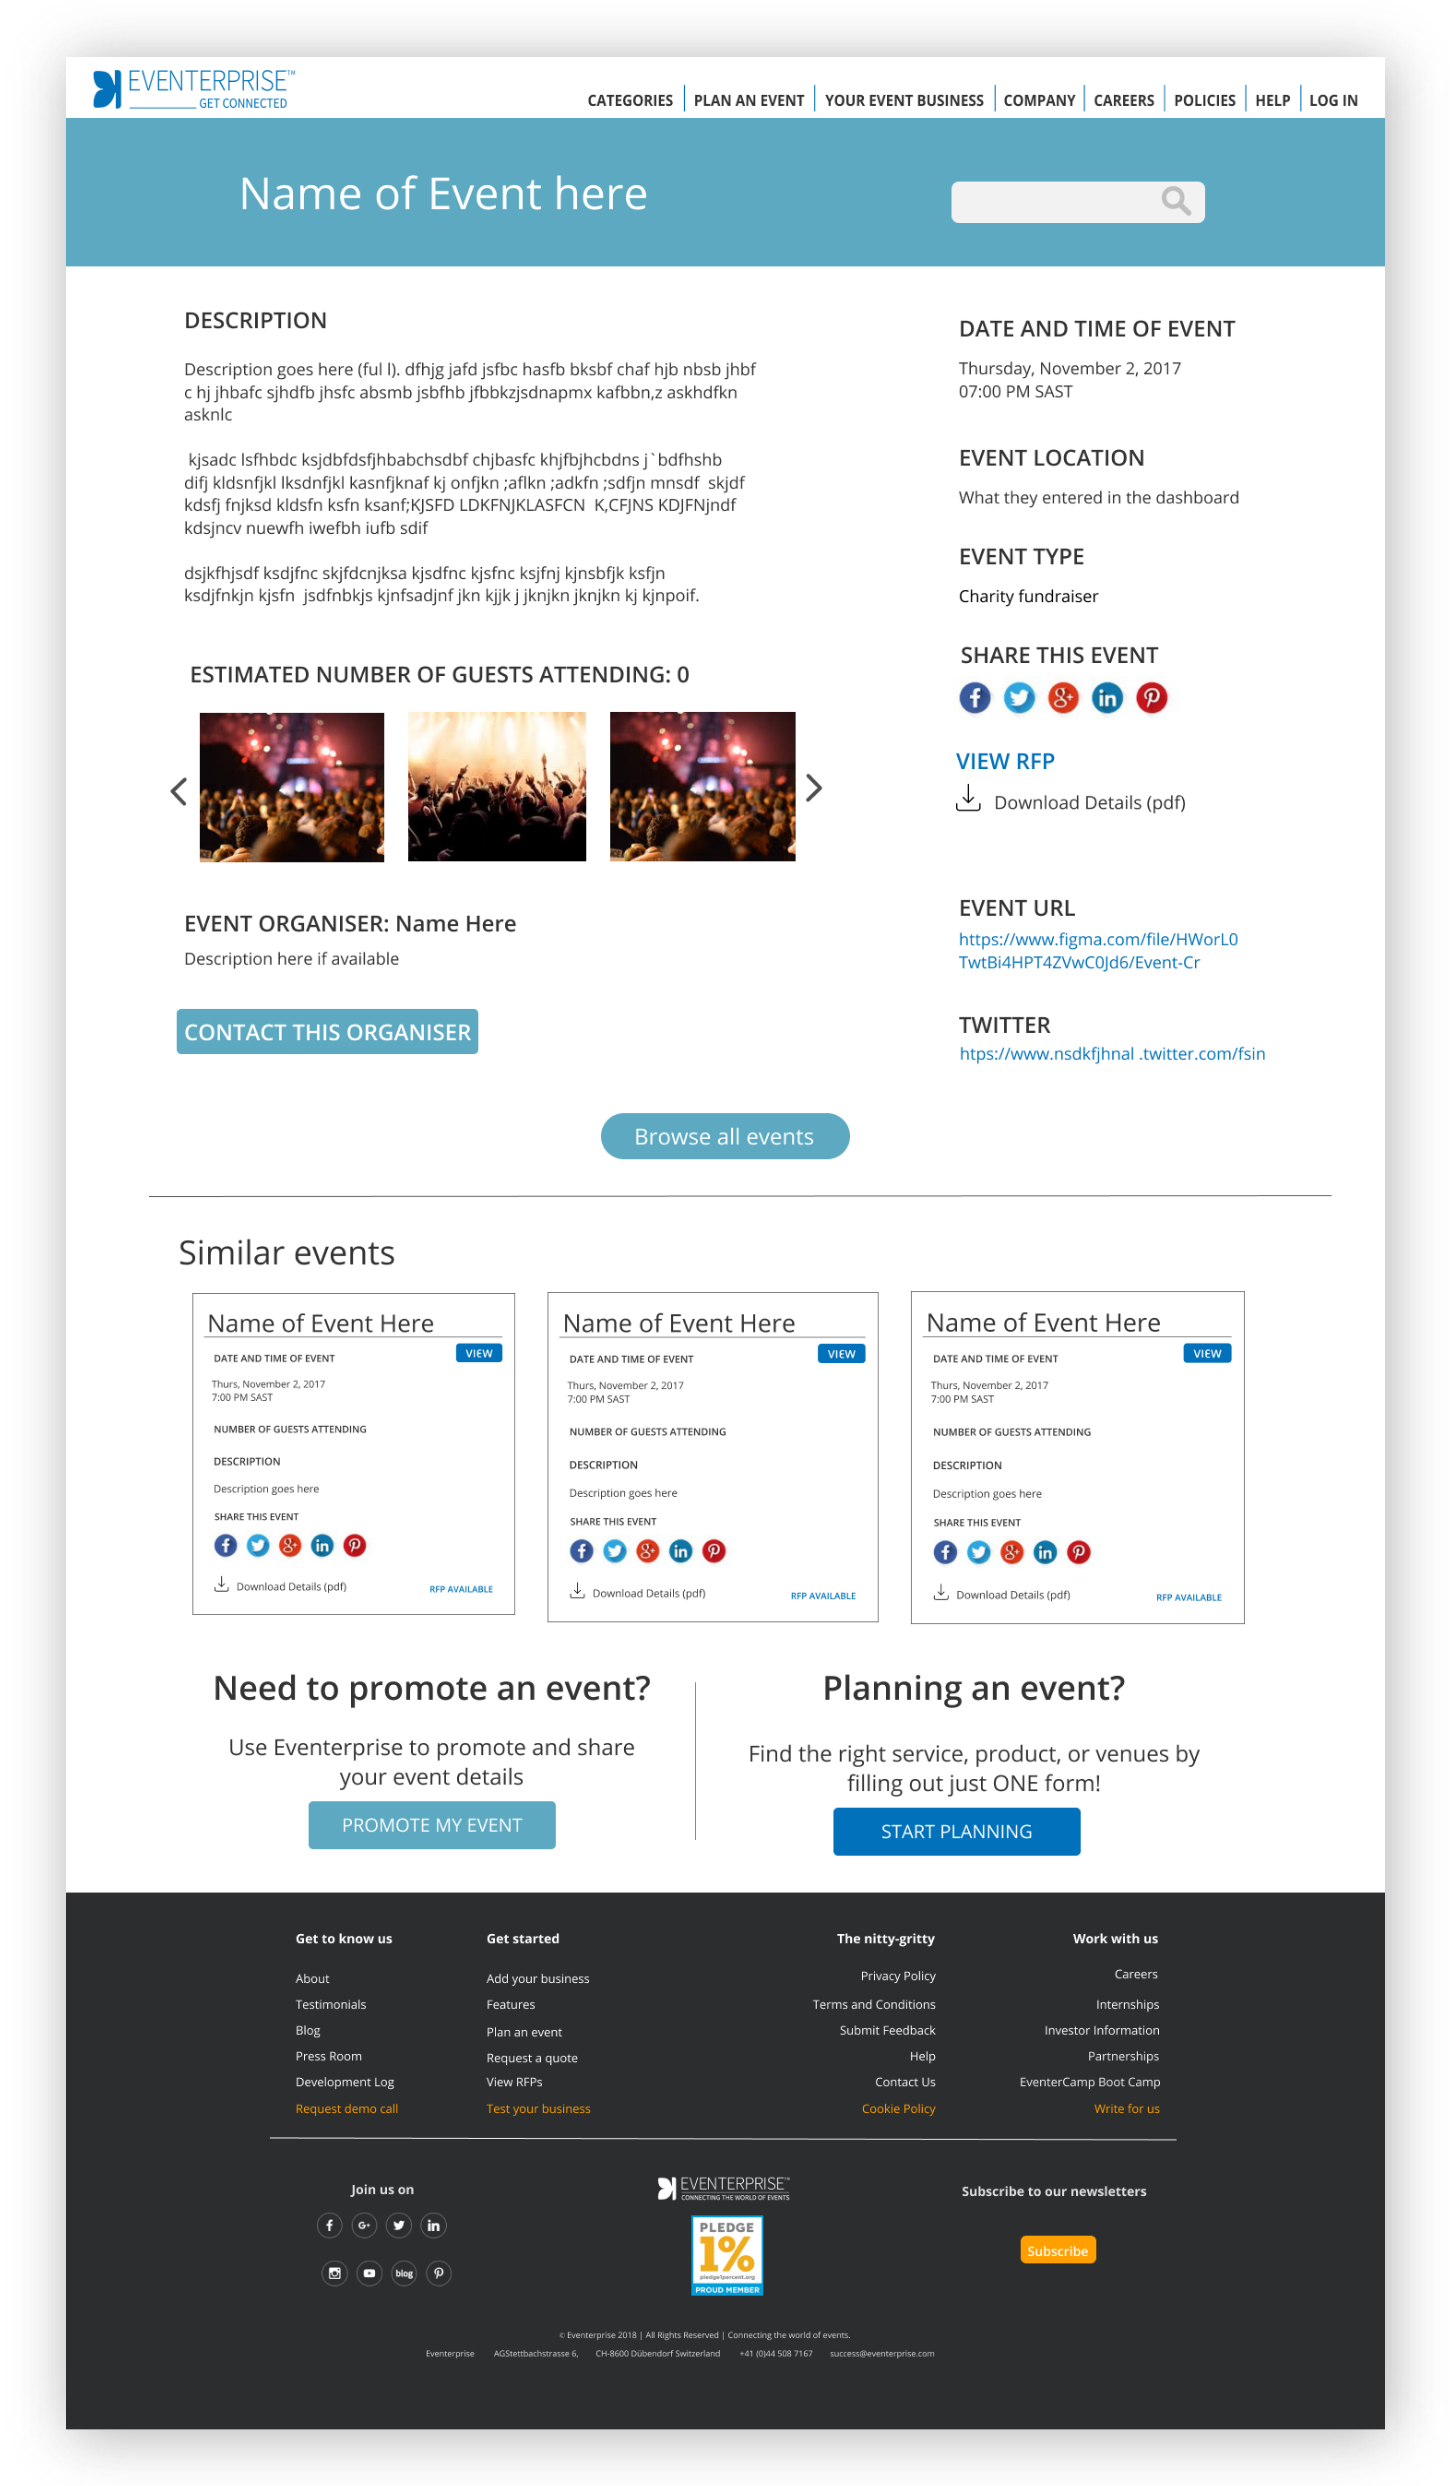 EVENTERPRISE™
GET CONNECTED
CATEGORIES PLAN AN EVENT YOUR EVENT BUSINESS COMPANY CAREERS POLICIES HELP LOG IN
Name of Event here
DESCRIPTION
Description goes here (ful l). dfhjg jafd jsfbc hasfb bksbf chaf hjb nbsb jhbf
c hj jhbafc sjhdfb jhsfc absmb jsbfhb jfbbkzjsdnapmx kafbbn,z askhdfkn
asknlc
kjsadc lsfhbdc ksjdbfdsfjhbabchsdbf chjbasfc khjfbjhcbdns j`bdfhshb
difj kldsnfjkl lksdnfjkl kasnfjknaf kj onfjkn ;aflkn ;adkfn ;sdfjn mnsdf  skjdf
kdsfj fnjksd kldsfn ksfn ksanf;KJSFD LDKFNJKLASFCN  K,CFJNS KDJFNjndf
kdsjncv nuewfh iwefbh iufb sdif
dsjkfhjsdf ksdjfnc skjfdcnjksa kjsdfnc kjsfnc ksjfnj kjnsbfjk ksfjn
ksdjfnkjn kjsfn  jsdfnbkjs kjnfsadjnf jkn kjjk j jknjkn jknjkn kj kjnpoif.
ESTIMATED NUMBER OF GUESTS ATTENDING: 0
EVENT ORGANISER: Name Here
Description here if available
CONTACT THIS ORGANISER
DATE AND TIME OF EVENT
Thursday, November 2, 2017
07:00 PM SAST
EVENT LOCATION
What they entered in the dashboard
EVENT TYPE
Charity fundraiser
SHARE THIS EVENT
VIEW RFP
Download Details (pdf)
EVENT URL
https://www.figma.com/file/HWorL0
TwtBi4HPT4ZVwC0Jd6/Event-Cr
TWITTER
htps://www.nsdkfjhnal .twitter.com/fsin
Browse all events
Similar events
Name of Event Here
VIEW
DATE AND TIME OF EVENT
Thurs, November 2, 2017
7:00 PM SAST
NUMBER OF GUESTS ATTENDING
DESCRIPTION
Description goes here
SHARE THIS EVENT
Download Details (pdf)
RFP AVAILABLE
Name of Event Here
VIEW
DATE AND TIME OF EVENT
Thurs, November 2, 2017
7:00 PM SAST
NUMBER OF GUESTS ATTENDING
DESCRIPTION
Description goes here
SHARE THIS EVENT
Download Details (pdf)
RFP AVAILABLE
Name of Event Here
VIEW
DATE AND TIME OF EVENT
Thurs, November 2, 2017
7:00 PM SAST
NUMBER OF GUESTS ATTENDING
DESCRIPTION
Description goes here
SHARE THIS EVENT
Download Details (pdf)
RFP AVAILABLE
Need to promote an event?
Use Eventerprise to promote and share
your event details
PROMOTE MY EVENT
Planning an event?
Find the right service, product, or venues by
filling out just ONE form!
START PLANNING
Get to know us
About
Testimonials
Blog
Press Room
Development Log
Request demo call
Get started
Add your business
Features
Plan an event
Request a quote
View RFPs
Test your business
The nitty-gritty
Privacy Policy
Terms and Conditions
Submit Feedback
Help
Contact Us
Cookie Policy
Work with us
Careers
Internships
Investor Information
Partnerships
EventerCamp Boot Camp
Write for us
Join us on
blog
EVENTERPRISE™
CONNECTING THE WORLD OF EVENTS
PLEDGE
1%
pledge1percent.org
PROUD MEMBER
Subscribe to our newsletters
Subscribe
© Eventerprise 2018 | All Rights Reserved | Connecting the world of events.
Eventerprise AGStettbachstrasse 6, CH-8600 Dübendorf Switzerland +41 (0)44 508 7167 success@eventerprise.com